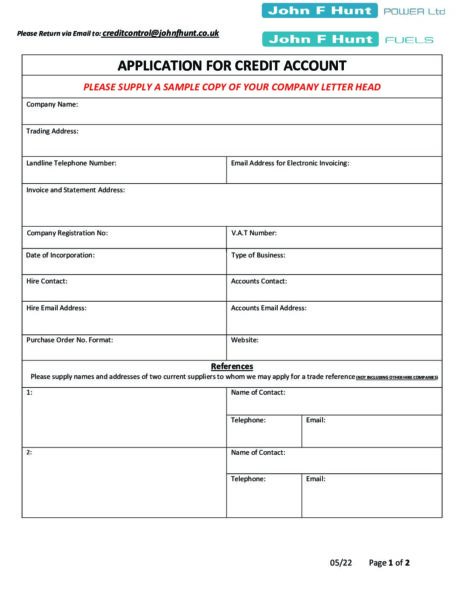 John F Hunt POWER Ltd
Please Return via Email to: creditcontrol@johnfhunt.co.uk
John F Hunt FUELS
APPLICATION FOR CREDIT ACCOUNT
PLEASE SUPPLY A SAMPLE COPY OF YOUR COMPANY LETTER HEAD
Company Name:
Trading Address:
Landline Telephone Number: Email Address for Electronic Invoicing:
Invoice and Statement Address:
Company Registration No: V.A.T Number:
Date of Incorporation: Type of Business:
Hire Contact: Accounts Contact:
Hire Email Address: Accounts Email Address:
Purchase Order No. Format: Website:
References
Please supply names and addresses of two current suppliers to whom we may apply for a trade reference (NOT INCLUDING OTHER HIRE COMPANIES)
1: Name of Contact:
Telephone: Email:
2: Name of Contact:
Telephone: Email:
05/22 Page 1 of 2